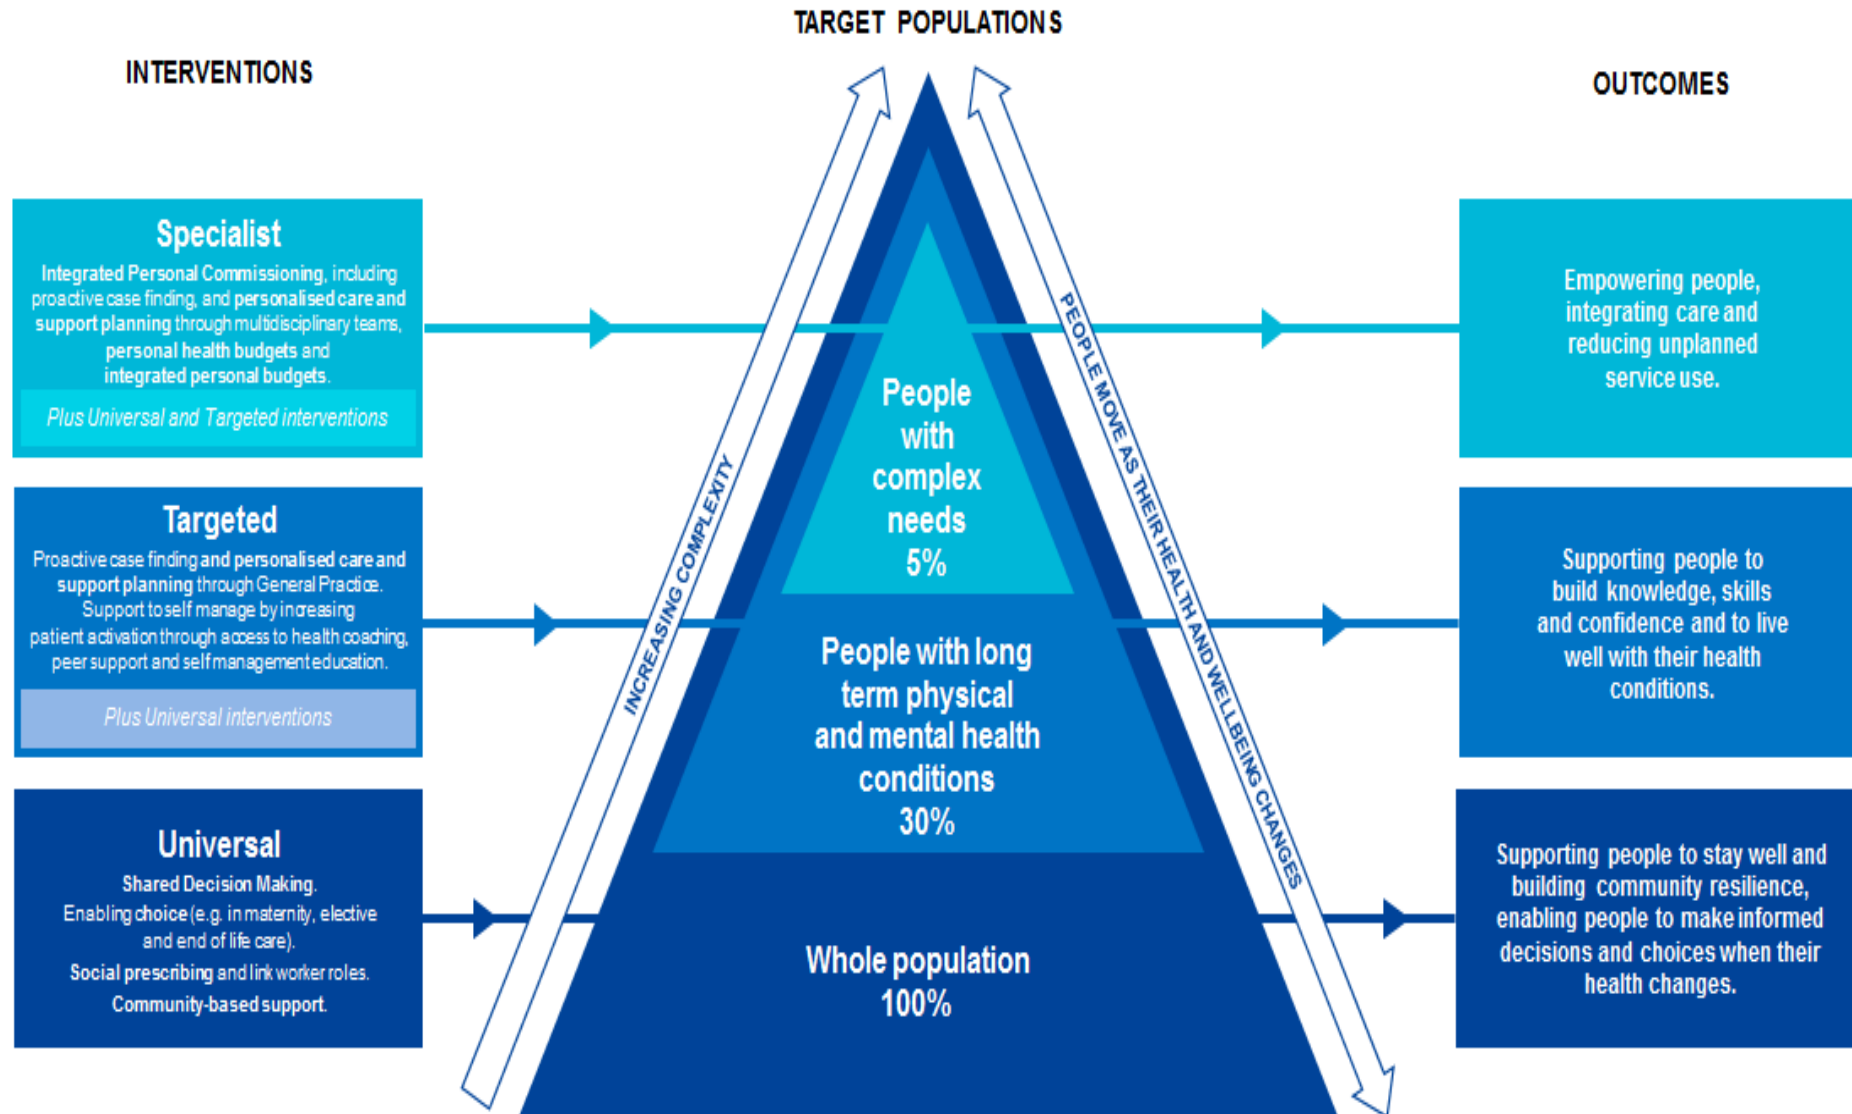 TARGET POPULATIONS
INTERVENTIONS
OUTCOMES
Specialist
Integrated Personal Commissioning, including
proactive case finding, and personalised care and
support planning through multidisciplinary teams,
personal health budgets and
integrated personal budgets.
Plus Universal and Targeted interventions
Targeted
Proactive case finding and personalised care and
support planning through General Practice.
Support to self manage by increasing
patient activation through access to health coaching,
peer support and self management education.
Plus Universal interventions
Universal
Shared Decision Making.
Enabling choice (e.g. in maternity, elective
and end of life care).
Social prescribing and link worker roles.
Community-based support.
INCREASING COMPLEXITY
People
with
complex
needs
5%
People with long
term physical
and mental health
conditions
30%
Whole population
100%
PEOPLE MOVE AS THEIR HEALTH AND WELLBEING CHANGES
Empowering people,
integrating care and
reducing unplanned
service use.
Supporting people to
build knowledge, skills
and confidence and to live
well with their health
conditions.
Supporting people to stay well and
building community resilience,
enabling people to make informed
decisions and choices when their
health changes.